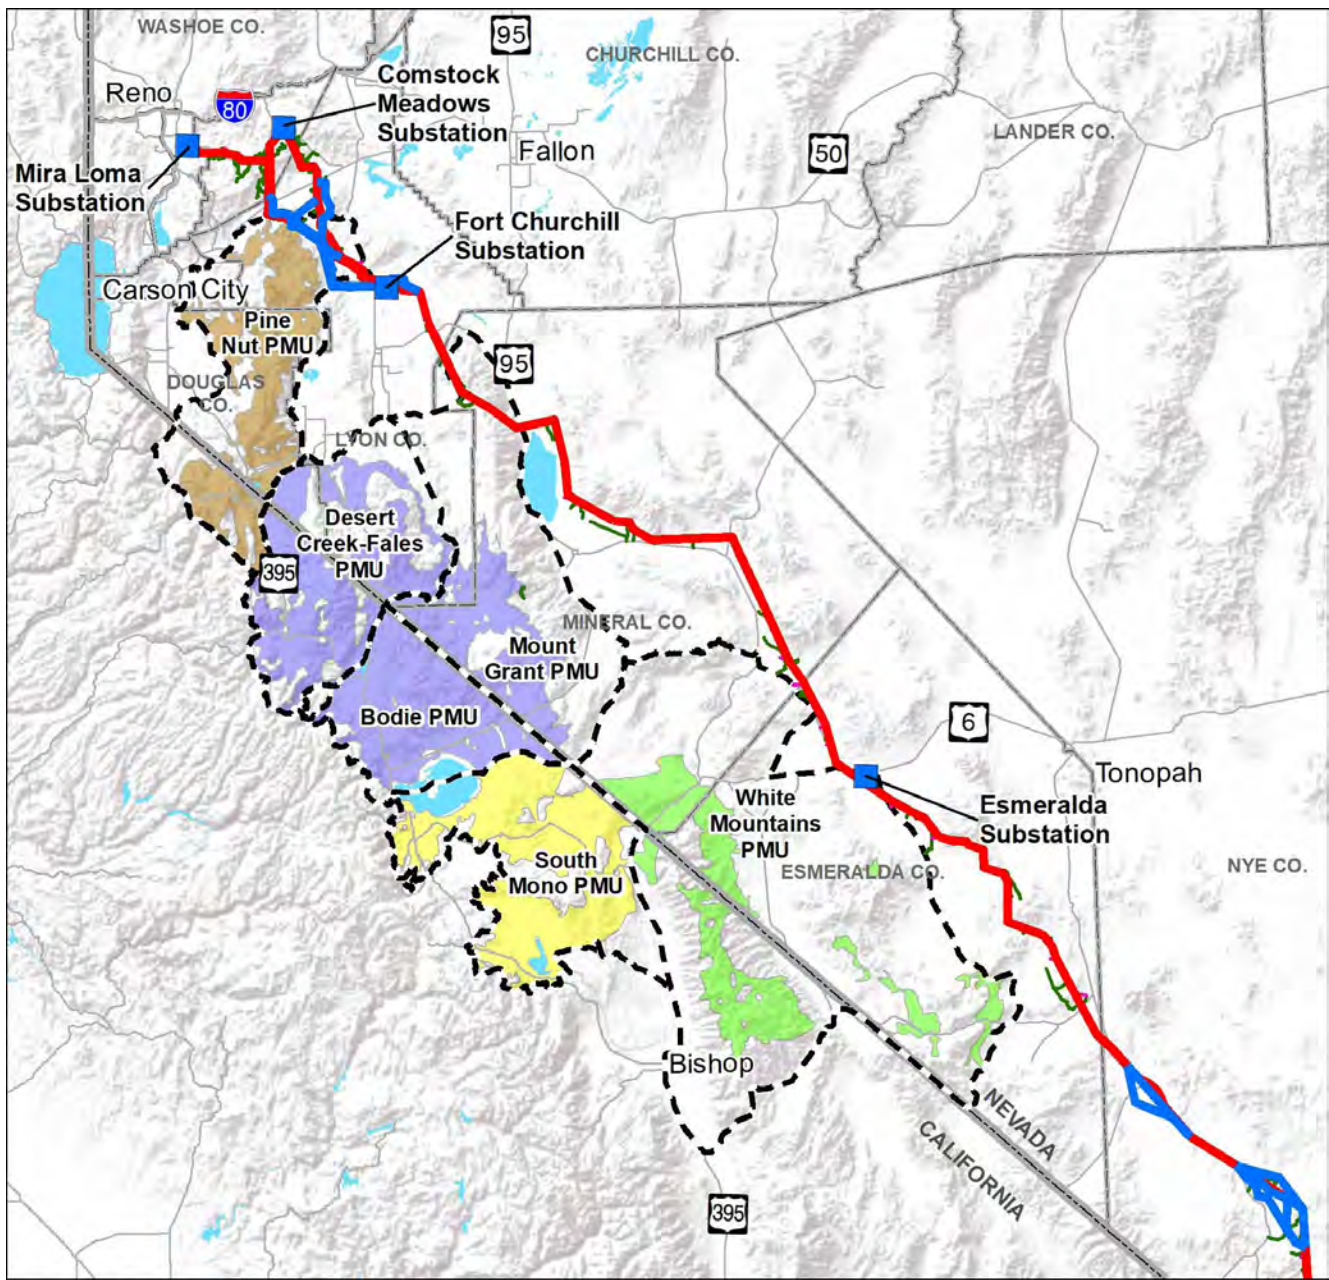 WASHOE CO.
95
CHURCHILL CO.
Reno
80
Comstock
Meadows
Substation
LANDER CO.
50
Fallon
Mira Loma
Substation
Fort Churchill
Substation
Carson City
Pine
Nut PMU
95
DOUGLAS
CO.
LYON CO.
Desert
Creek-Fales
PMU
395
MINERAL CO.
Mount
Grant PMU
Bodie PMU
6
Tonopah
White
Mountains
PMU
Esmeralda
Substation
South
Mono PMU
ESMERALDA CO.
NYE CO.
Bishop
NEVADA
CALIFORNIA
395